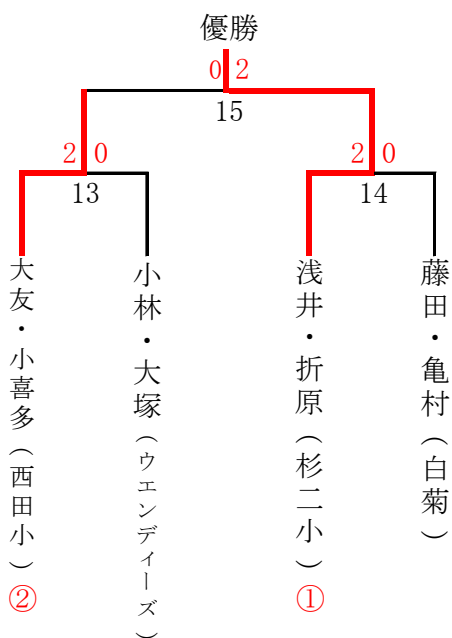 優勝
0 2
15
2 0
13
2 0
14
大友・小喜多(西田小)②
小林・大塚(ウエンディーズ)
浅井・折原(杉二小)①
藤田・亀村(白菊)